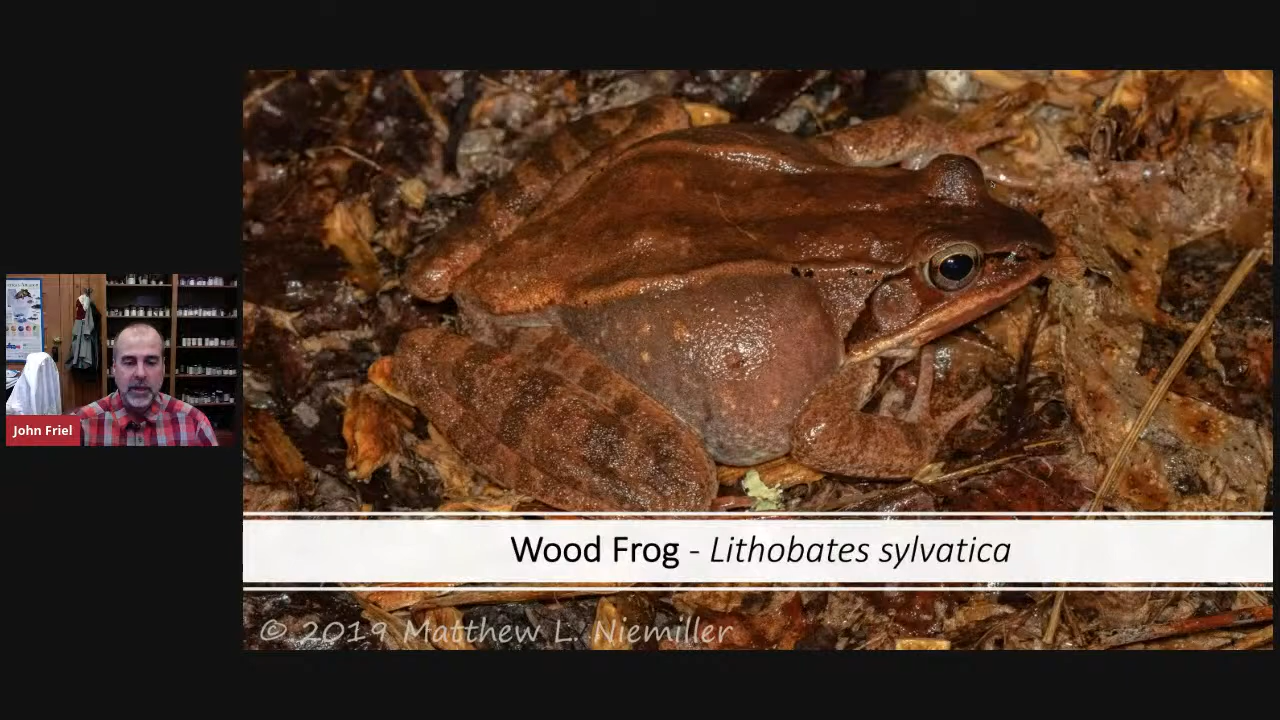 John Friel
Wood Frog - Lithobates sylvatica
© 2019 Matthew L. Niemiller